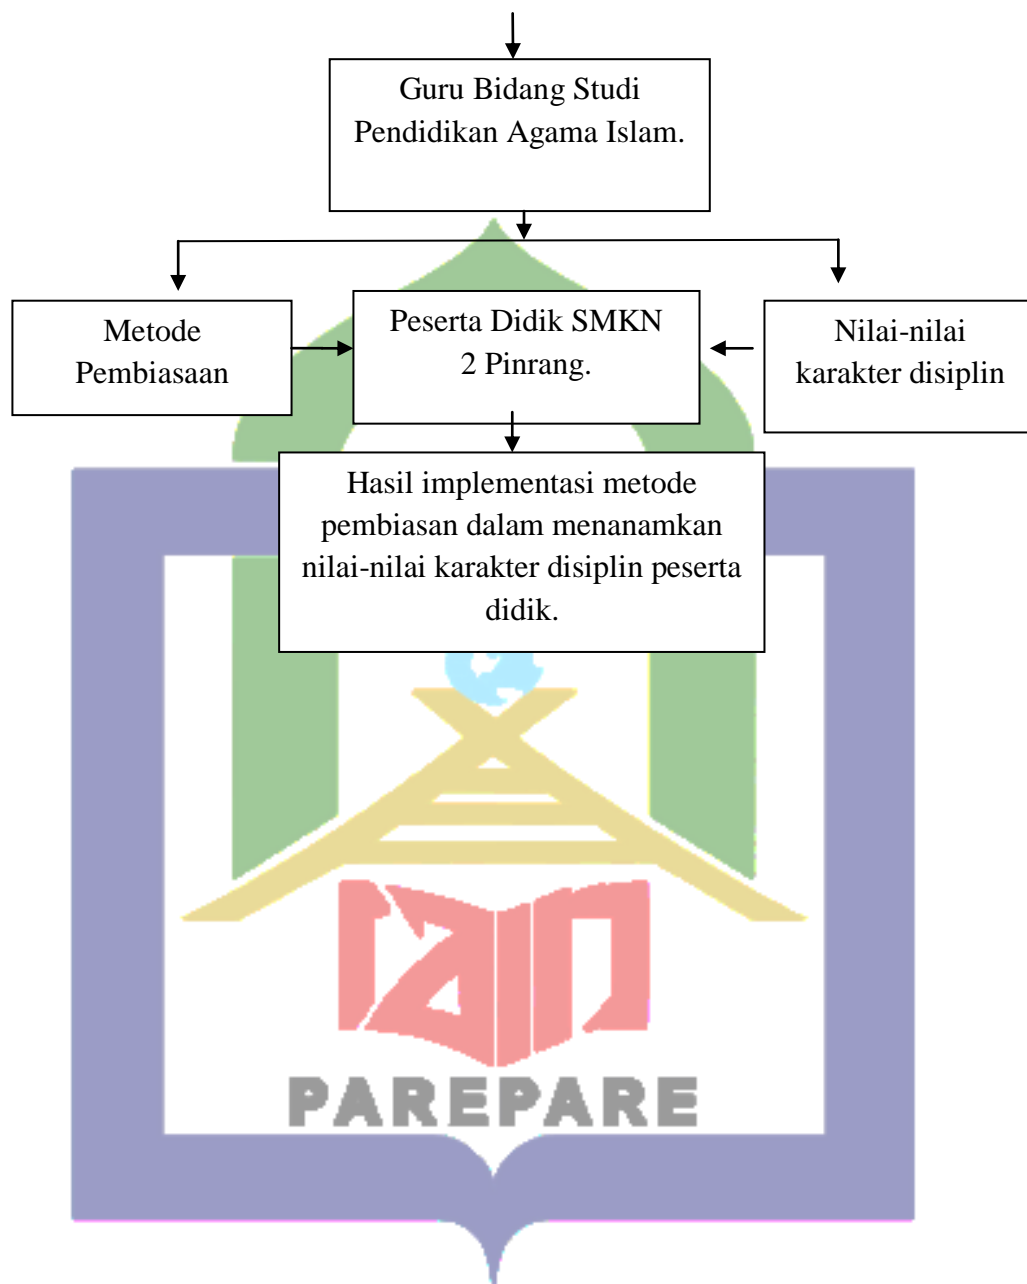 Guru Bidang Studi
Pendidikan Agama Islam.
Metode
Pembiasaan
Peserta Didik SMKN
2 Pinrang.
Nilai-nilai
karakter disiplin
Hasil implementasi metode
pembiasan dalam menanamkan
nilai-nilai karakter disiplin peserta
didik.
iain
PAREPARE